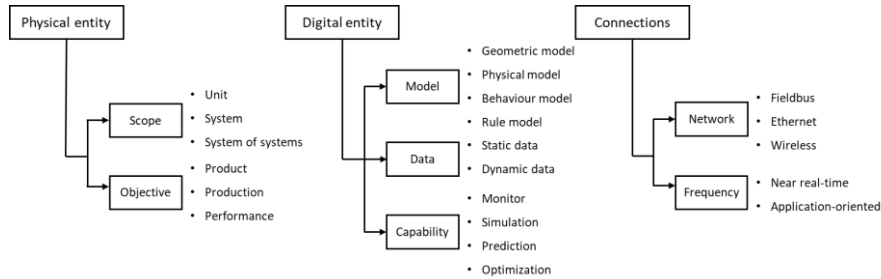 Physical entity
Scope
• Unit
• System
• System of systems
Objective
• Product
• Production
• Performance
Digital entity
Model
• Geometric model
• Physical model
• Behaviour model
• Rule model
Data
• Static data
• Dynamic data
Capability
• Monitor
• Simulation
• Prediction
• Optimization
Connections
Network
• Fieldbus
• Ethernet
• Wireless
Frequency
• Near real-time
• Application-oriented